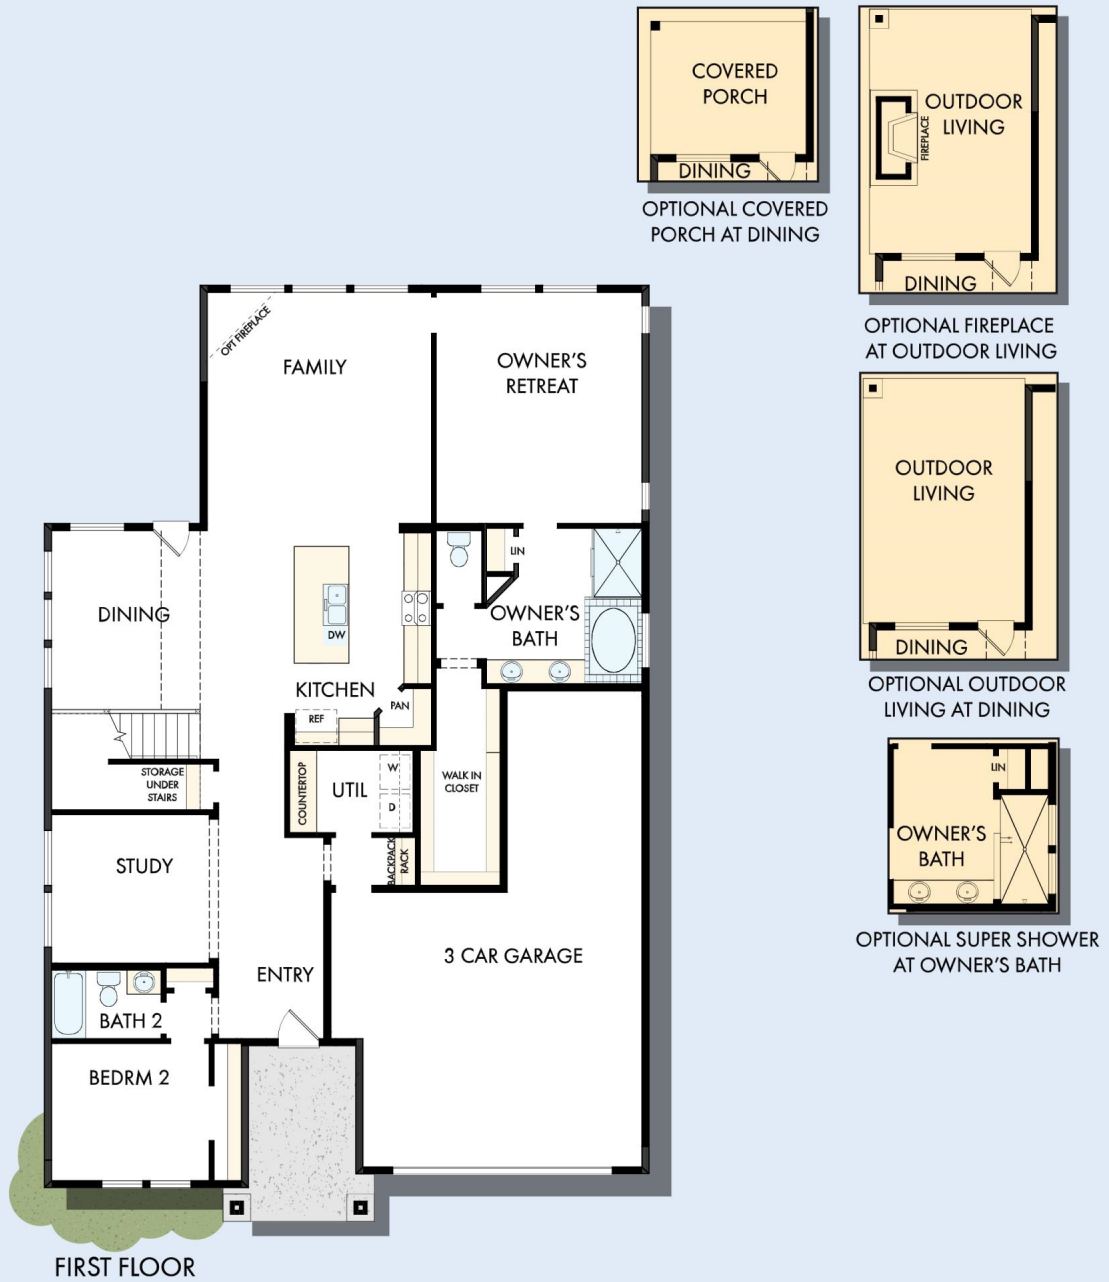 COVERED
PORCH
DINING
OPTIONAL COVERED
PORCH AT DINING
OUTDOOR
LIVING
FIREPLACE
DINING
OPTIONAL FIREPLACE
AT OUTDOOR LIVING
OPT FIREPLACE
FAMILY
OWNER'S
RETREAT
OUTDOOR
LIVING
DINING
OPTIONAL OUTDOOR
LIVING AT DINING
LIN
DINING
DW
OWNER'S
BATH
KITCHEN
PAN
REF
STORAGE
UNDER
STAIRS
COUNTERTOP
UTIL
W
D
WALK IN
CLOSET
BACKPACK
RACK
LIN
OWNER'S
BATH
OPTIONAL SUPER SHOWER
AT OWNER'S BATH
STUDY
3 CAR GARAGE
ENTRY
BATH 2
BEDRM 2
FIRST FLOOR